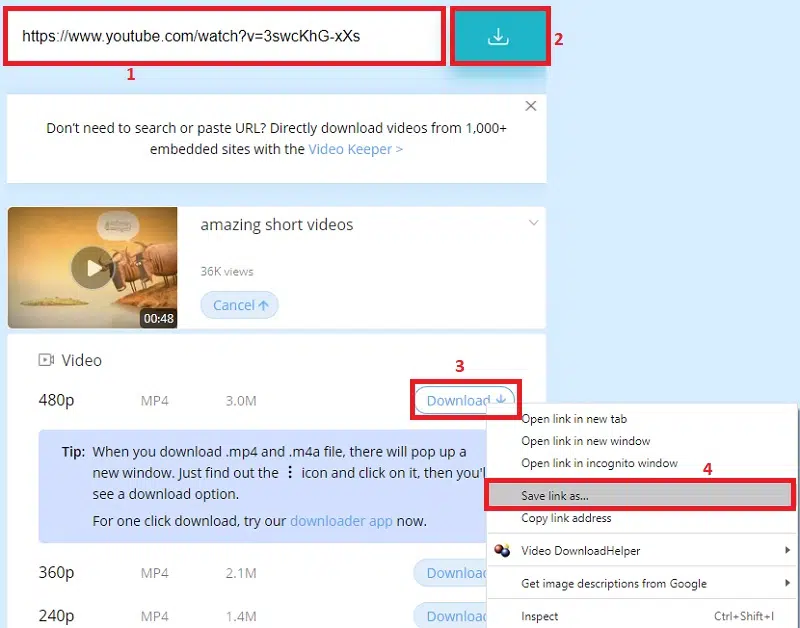 https://www.youtube.com/watch?v=3swcKhG-xXs
1
2
Don’t need to search or paste URL? Directly download videos from 1,000+
embedded sites with the Video Keeper >
amazing short videos
36K views
Cancel
00:48
Video
3
480p MP4 3.0M Download
Tip: When you download .mp4 and .m4a file, there will pop up a
new window. Just find out the ⋮ icon and click on it, then you'l
see a download option.
For one click download, try our downloader app now.
360p MP4 2.1M Download
240p MP4 1.4M Download
Open link in new tab
Open link in new window
Open link in incognito window
4
Save link as...
Copy link address
Video DownloadHelper
Get image descriptions from Google
Inspect Ctrl+Shift+I